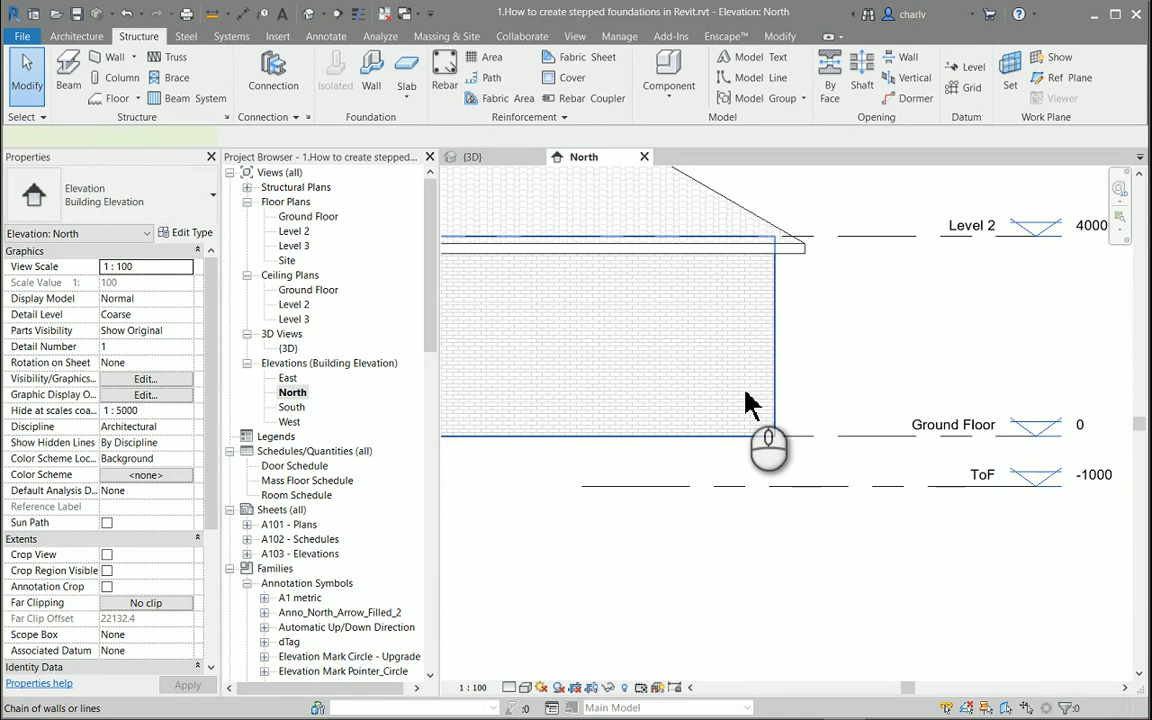 1.How to create stepped foundations in Revit.rvt - Elevation: North
charlv
File Architecture Structure Steel Systems Insert Annotate Analyze Massing & Site Collaborate View Manage Add-Ins Enscape™ Modify
Modify
Select
Beam
Wall
Column
Floor
Truss
Brace
Beam System
Structure
Connection
Connection
Isolated
Wall
Slab
Foundation
Rebar
Area
Path
Fabric Area
Fabric Sheet
Cover
Rebar Coupler
Reinforcement
Component
Model Text
Model Line
Model Group
Model
By Face
Shaft
Wall
Vertical
Dormer
Opening
Level
Grid
Datum
Set
Show
Ref Plane
Viewer
Work Plane
Properties
Elevation
Building Elevation
Elevation: North
Edit Type
Graphics
View Scale 1 : 100
Scale Value 1: 100
Display Model Normal
Detail Level Coarse
Parts Visibility Show Original
Detail Number 1
Rotation on Sheet None
Visibility/Graphics... Edit...
Graphic Display O... Edit...
Hide at scales coa... 1 : 5000
Discipline Architectural
Show Hidden Lines By Discipline
Color Scheme Loc... Background
Color Scheme <none>
Default Analysis D... None
Reference Label
Sun Path
Extents
Crop View
Crop Region Visible
Annotation Crop
Far Clipping No clip
Far Clip Offset 22132.4
Scope Box None
Associated Datum None
Identity Data
Properties help
Apply
Project Browser - 1.How to create stepped...
Views (all)
Structural Plans
Floor Plans
Ground Floor
Level 2
Level 3
Site
Ceiling Plans
Ground Floor
Level 2
Level 3
3D Views
{3D}
Elevations (Building Elevation)
East
North
South
West
Legends
Schedules/Quantities (all)
Door Schedule
Mass Floor Schedule
Room Schedule
Sheets (all)
A101 - Plans
A102 - Schedules
A103 - Elevations
Families
Annotation Symbols
A1 metric
Anno_North_Arrow_Filled_2
Automatic Up/Down Direction
dTag
Elevation Mark Circle - Upgrade
Elevation Mark Pointer_Circle
{3D}
North
Level 2 4000
Ground Floor 0
ToF -1000
1 : 100
Chain of walls or lines
:0
Main Model
:0